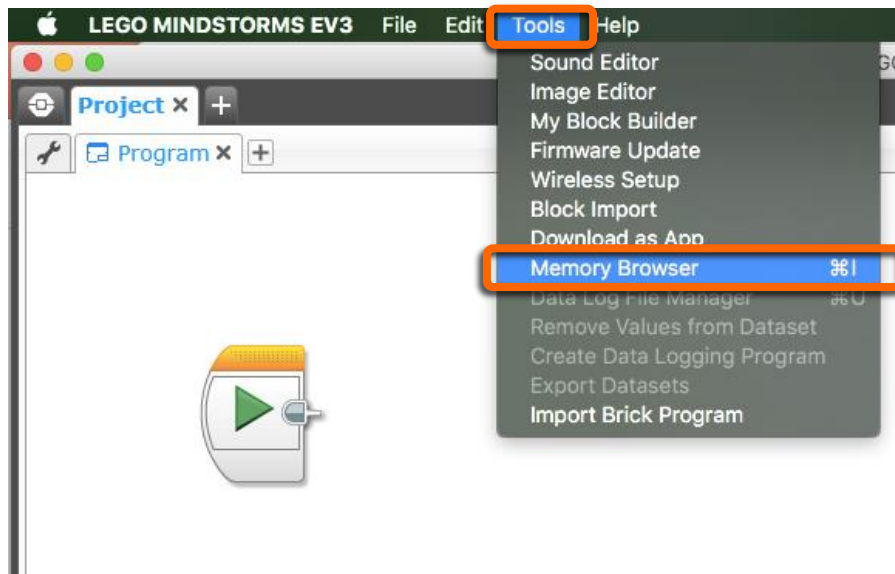 LEGO MINDSTORMS EV3 File Edit Tools Help
Sound Editor
Project × +
Image Editor
My Block Builder
Program × +
Firmware Update
Wireless Setup
Block Import
Download as App
Memory Browser ⌘I
Data Log File Manager ⌘U
Remove Values from Dataset
Create Data Logging Program
Export Datasets
Import Brick Program